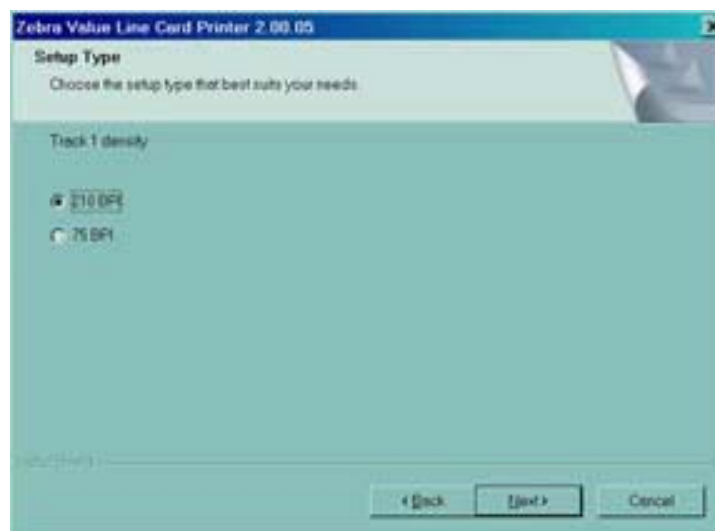 Zebra Value Line Card Printer 2.00.05
Setup Type
Choose the setup type that best suits your needs.
Track 1 density
210 BPI
75 BPI
InstallShield
< Back
Next >
Cancel